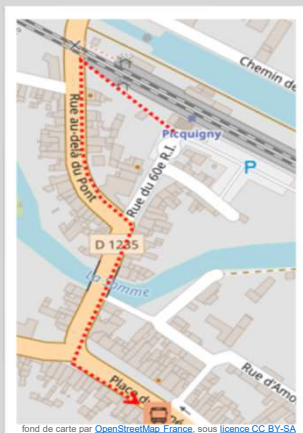 Chemin de
Rue au-delà du Pont
Picquigny
P
Rue du 60e R.I.
D 1235
La Somme
Place d
Rue d'Arno
fond de carte par OpenStreetMap France, sous licence CC BY-SA